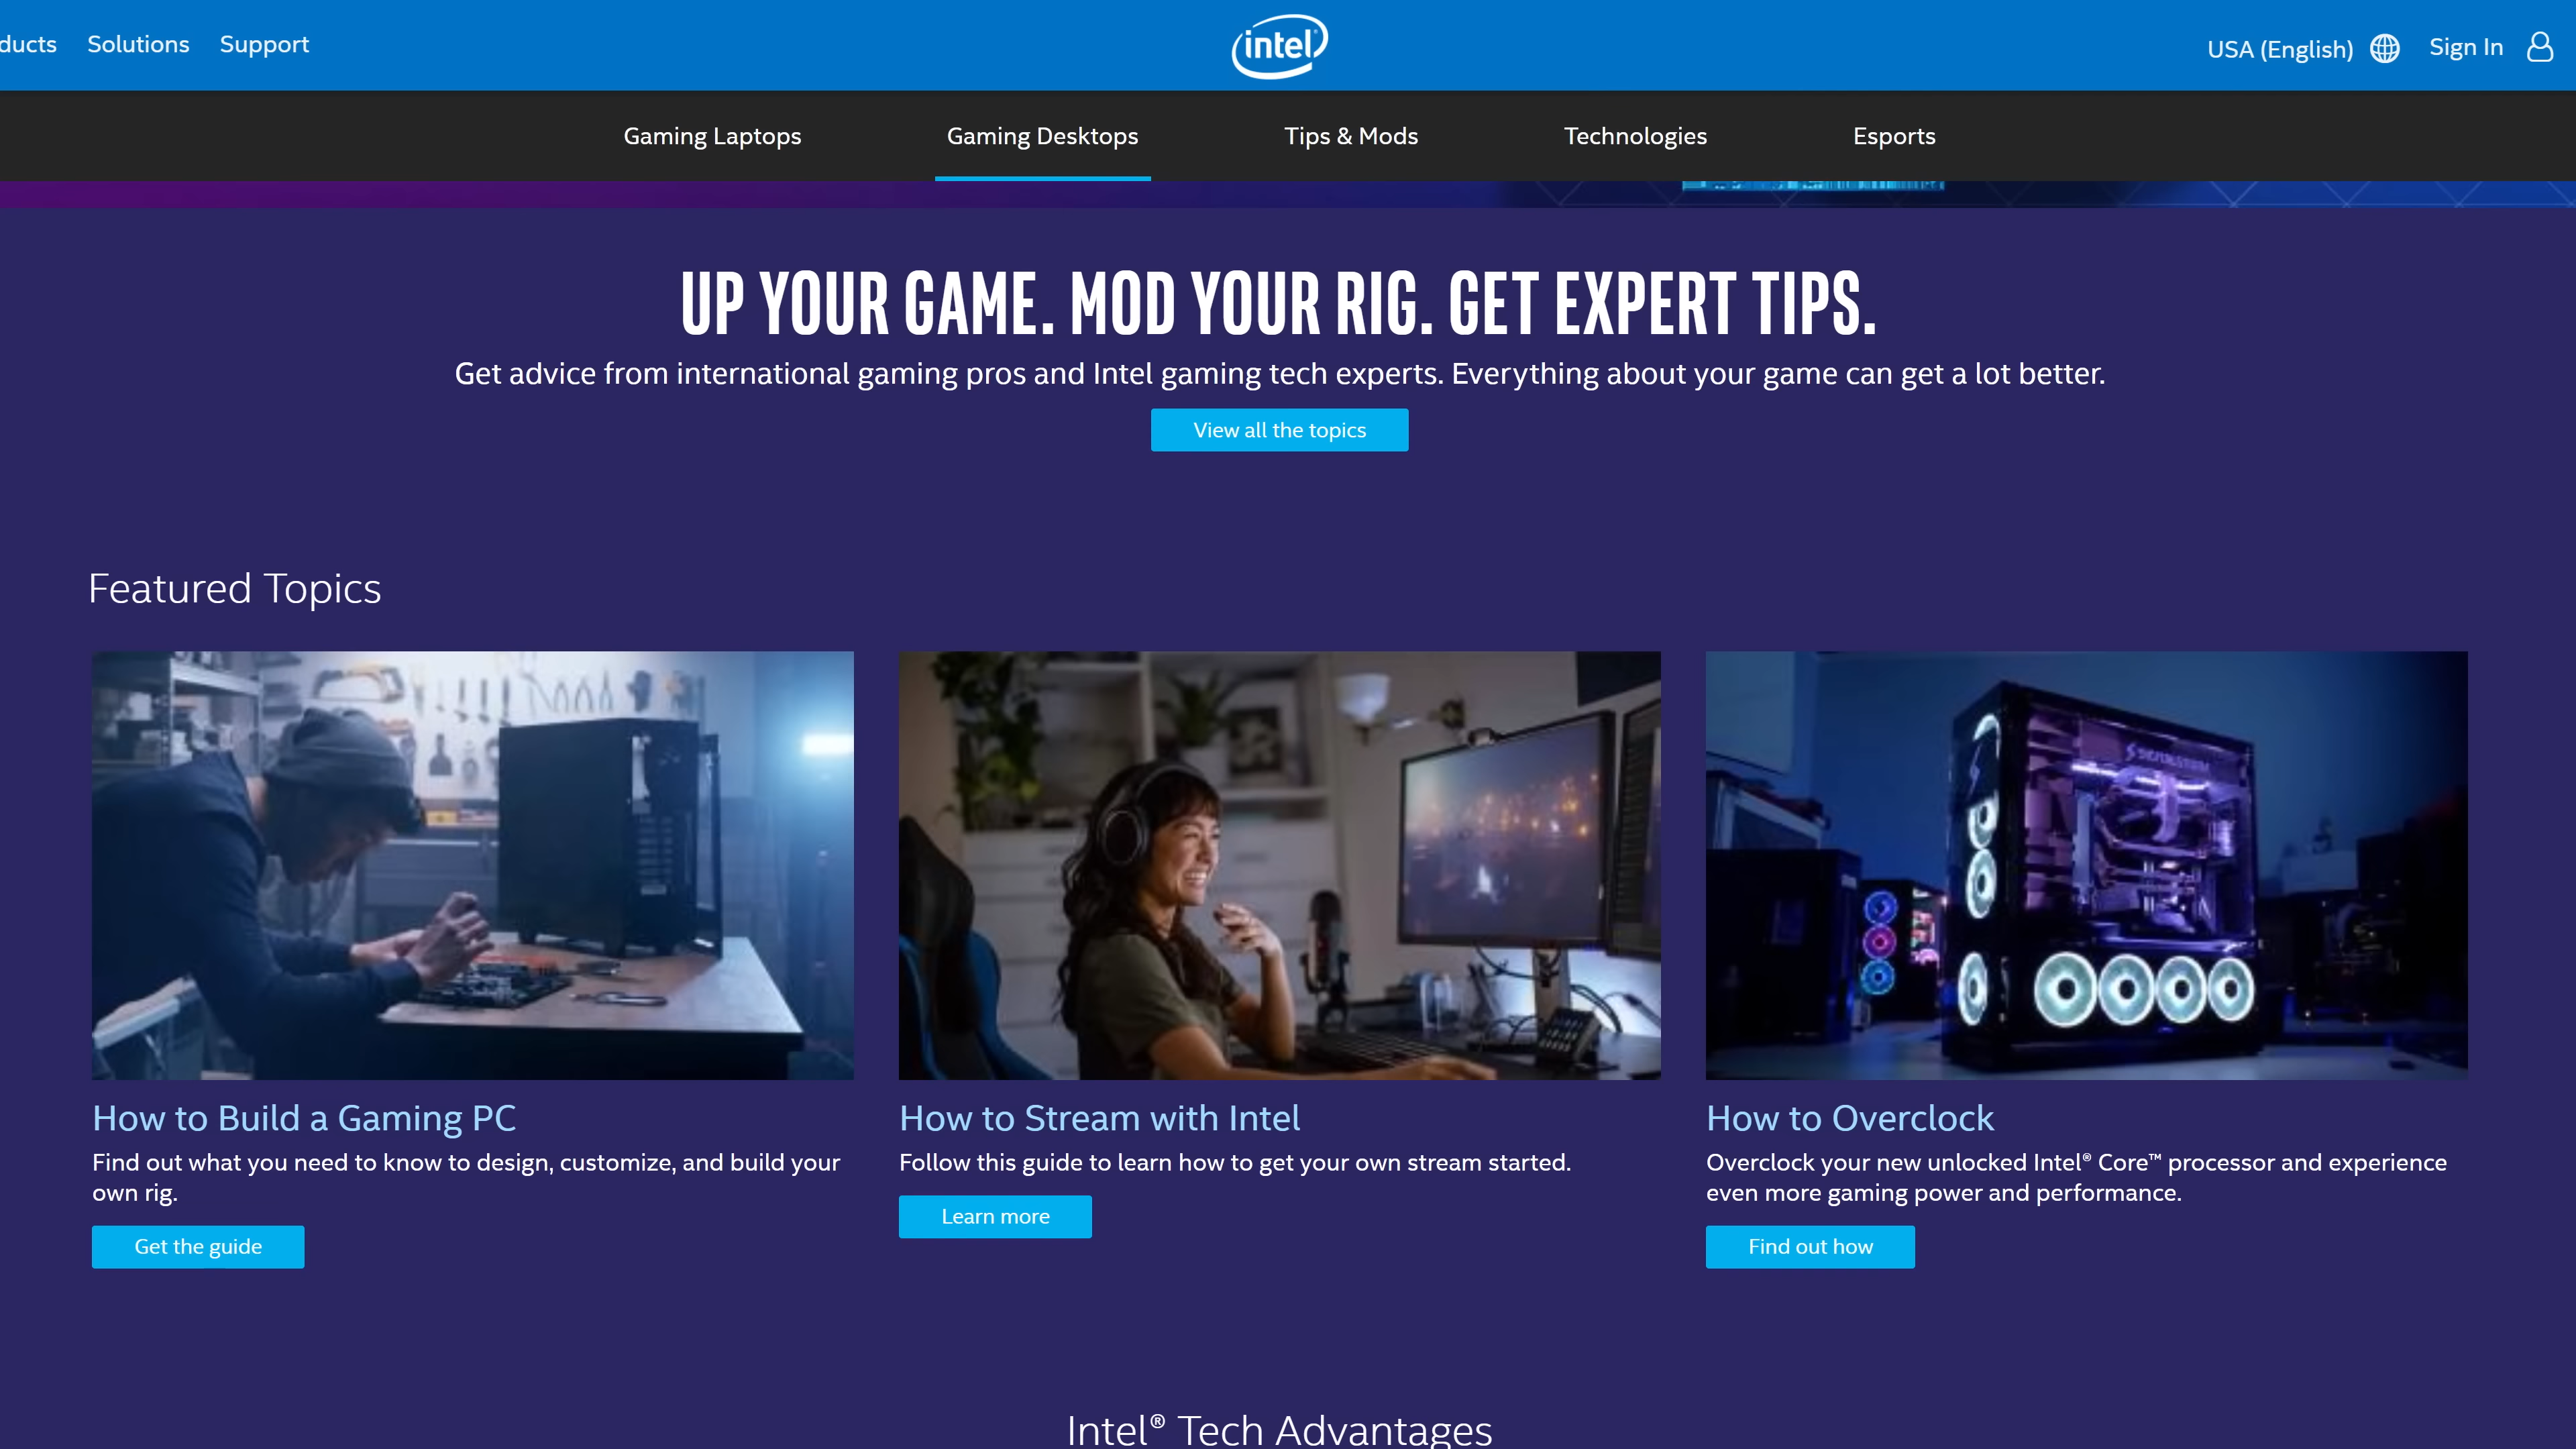 ducts Solutions Support
intel
USA (English) Sign In
Gaming Laptops Gaming Desktops Tips & Mods Technologies Esports
UP YOUR GAME. MOD YOUR RIG. GET EXPERT TIPS.
Get advice from international gaming pros and Intel gaming tech experts. Everything about your game can get a lot better.
View all the topics
Featured Topics
How to Build a Gaming PC
Find out what you need to know to design, customize, and build your
own rig.
Get the guide
How to Stream with Intel
Follow this guide to learn how to get your own stream started.
Learn more
How to Overclock
Overclock your new unlocked Intel® Core™ processor and experience
even more gaming power and performance.
Find out how
Intel® Tech Advantages